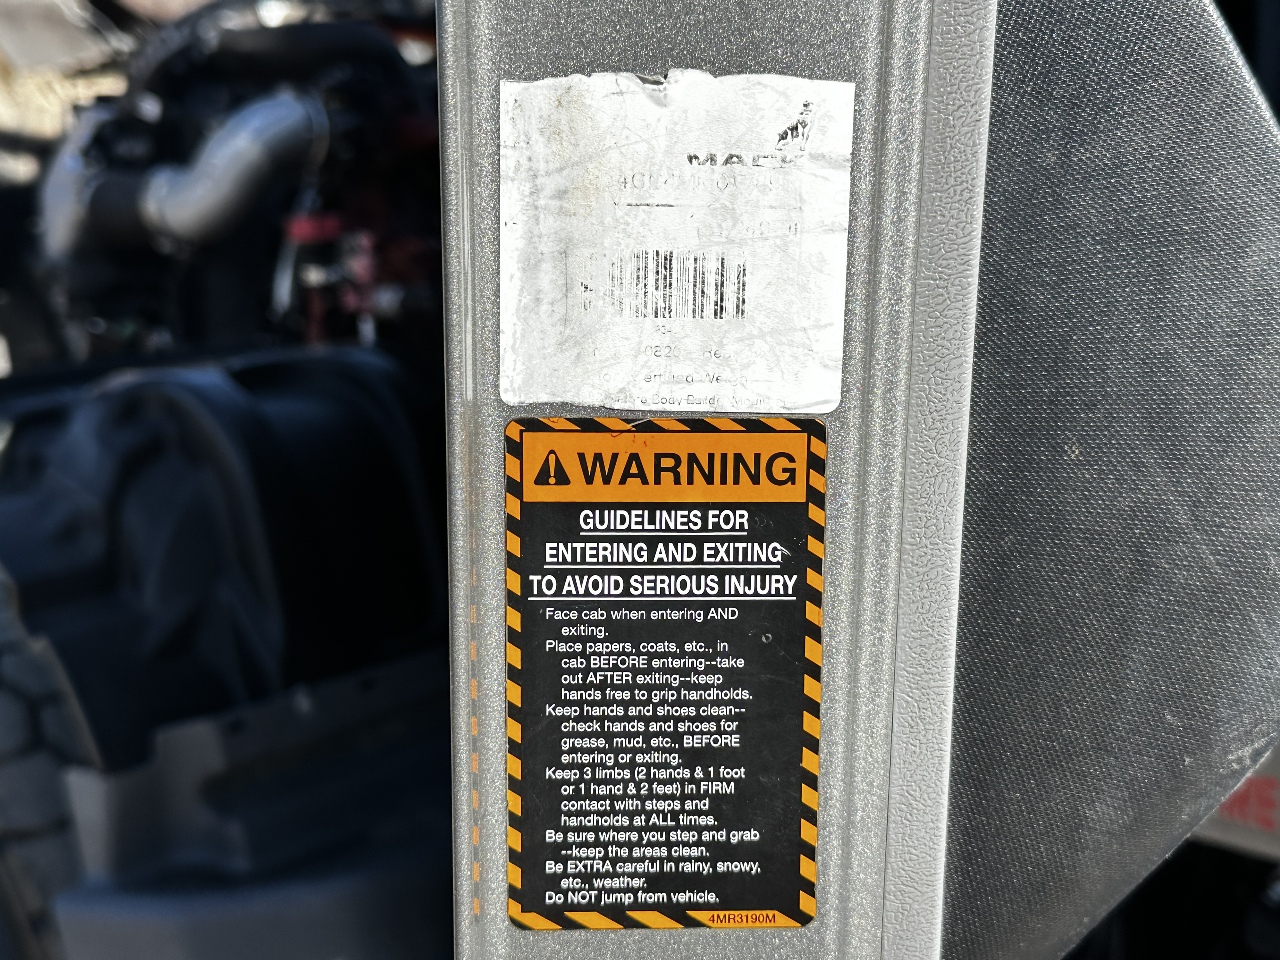 MACK
WARNING
GUIDELINES FOR
ENTERING AND EXITING
TO AVOID SERIOUS INJURY
Face cab when entering AND
exiting.
Place papers, coats, etc., in
cab BEFORE entering--take
out AFTER exiting--keep
hands free to grip handholds.
Keep hands and shoes clean--
check hands and shoes for
grease, mud, etc., BEFORE
entering or exiting.
Keep 3 limbs (2 hands & 1 foot
or 1 hand & 2 feet) in FIRM
contact with steps and
handholds at ALL times.
Be sure where you step and grab
--keep the areas clean.
Be EXTRA careful in rainy, snowy,
etc., weather.
Do NOT jump from vehicle.
4MR3190M